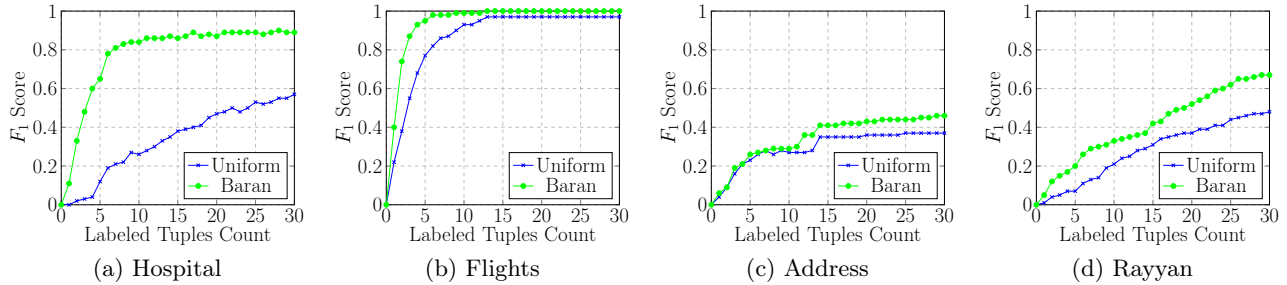 1
0.8
0.6
0.4
0.2
0
F1 Score
0 5 10 15 20 25 30
Labeled Tuples Count
Uniform
Baran
(a) Hospital
1
0.8
0.6
0.4
0.2
0
F1 Score
0 5 10 15 20 25 30
Labeled Tuples Count
Uniform
Baran
(b) Flights
1
0.8
0.6
0.4
0.2
0
F1 Score
0 5 10 15 20 25 30
Labeled Tuples Count
Uniform
Baran
(c) Address
1
0.8
0.6
0.4
0.2
0
F1 Score
0 5 10 15 20 25 30
Labeled Tuples Count
Uniform
Baran
(d) Rayyan